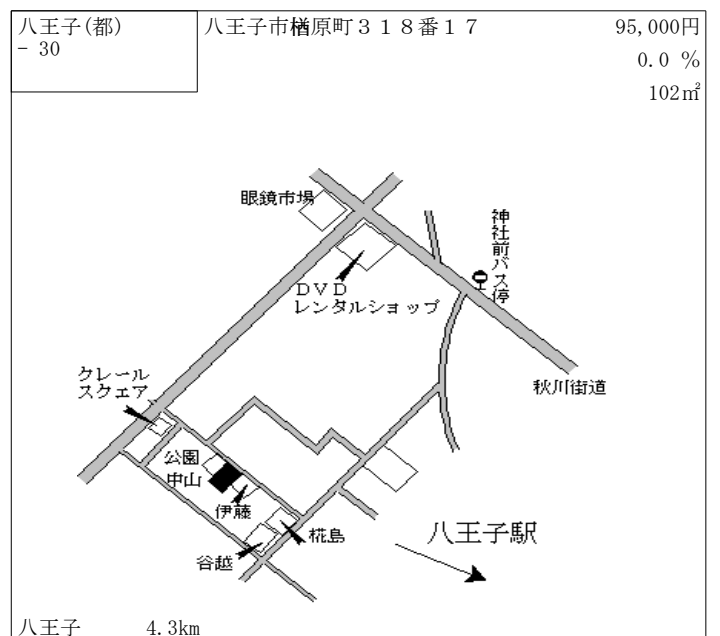 八王子(都)
- 30
八王子市楢原町３１８番１７
95,000円
0.0 %
102㎡
眼鏡市場
神社前バス停
ＤＶＤ
レンタルショップ
秋川街道
クレール
スクエア
公園
中山
伊藤
椛島
谷越
八王子駅
八王子 4.3km